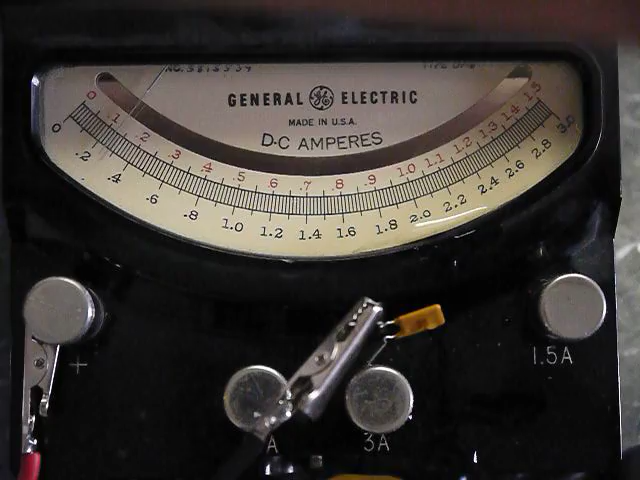 NO.
GENERAL GE ELECTRIC
MADE IN U.S.A.
D-C AMPERES
0 .1 .2 .3 .4 .5 .6 .7 .8 .9 1.0 1.1 1.2 1.3 1.4 1.5
0 .2 .4 .6 .8 1.0 1.2 1.4 1.6 1.8 2.0 2.2 2.4 2.6 2.8 3.0
+
1.5A
A 3A